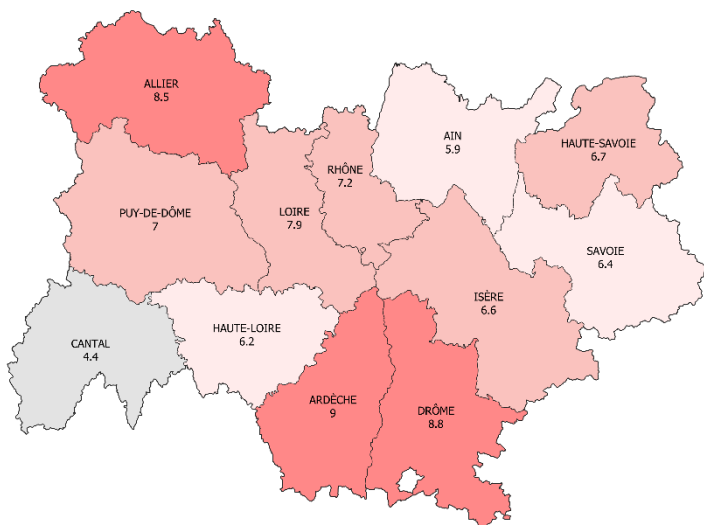 ALLIER
8.5
AIN
5.9
HAUTE-SAVOIE
6.7
RHÔNE
7.2
PUY-DE-DÔME
7
LOIRE
7.9
SAVOIE
6.4
ISÈRE
6.6
HAUTE-LOIRE
6.2
CANTAL
4.4
ARDÈCHE
9
DRÔME
8.8